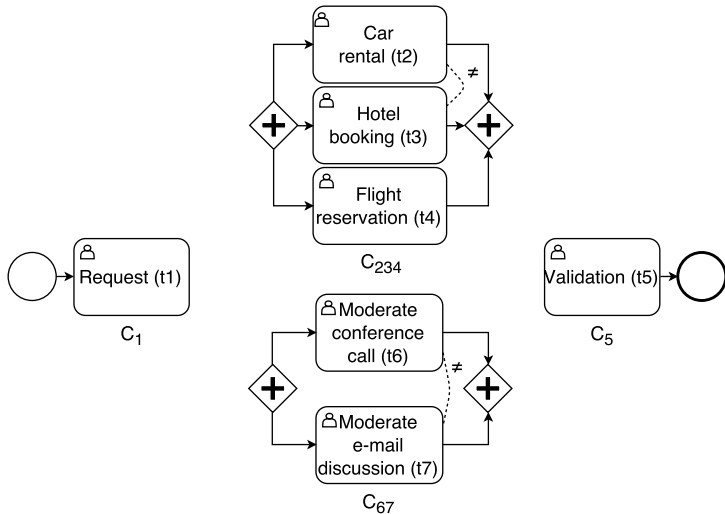 Car
rental (t2)
≠
Hotel
booking (t3)
Flight
reservation (t4)
C234
Request (t1)
C1
Validation (t5)
C5
Moderate
conference
call (t6)
≠
Moderate
e-mail
discussion (t7)
C67